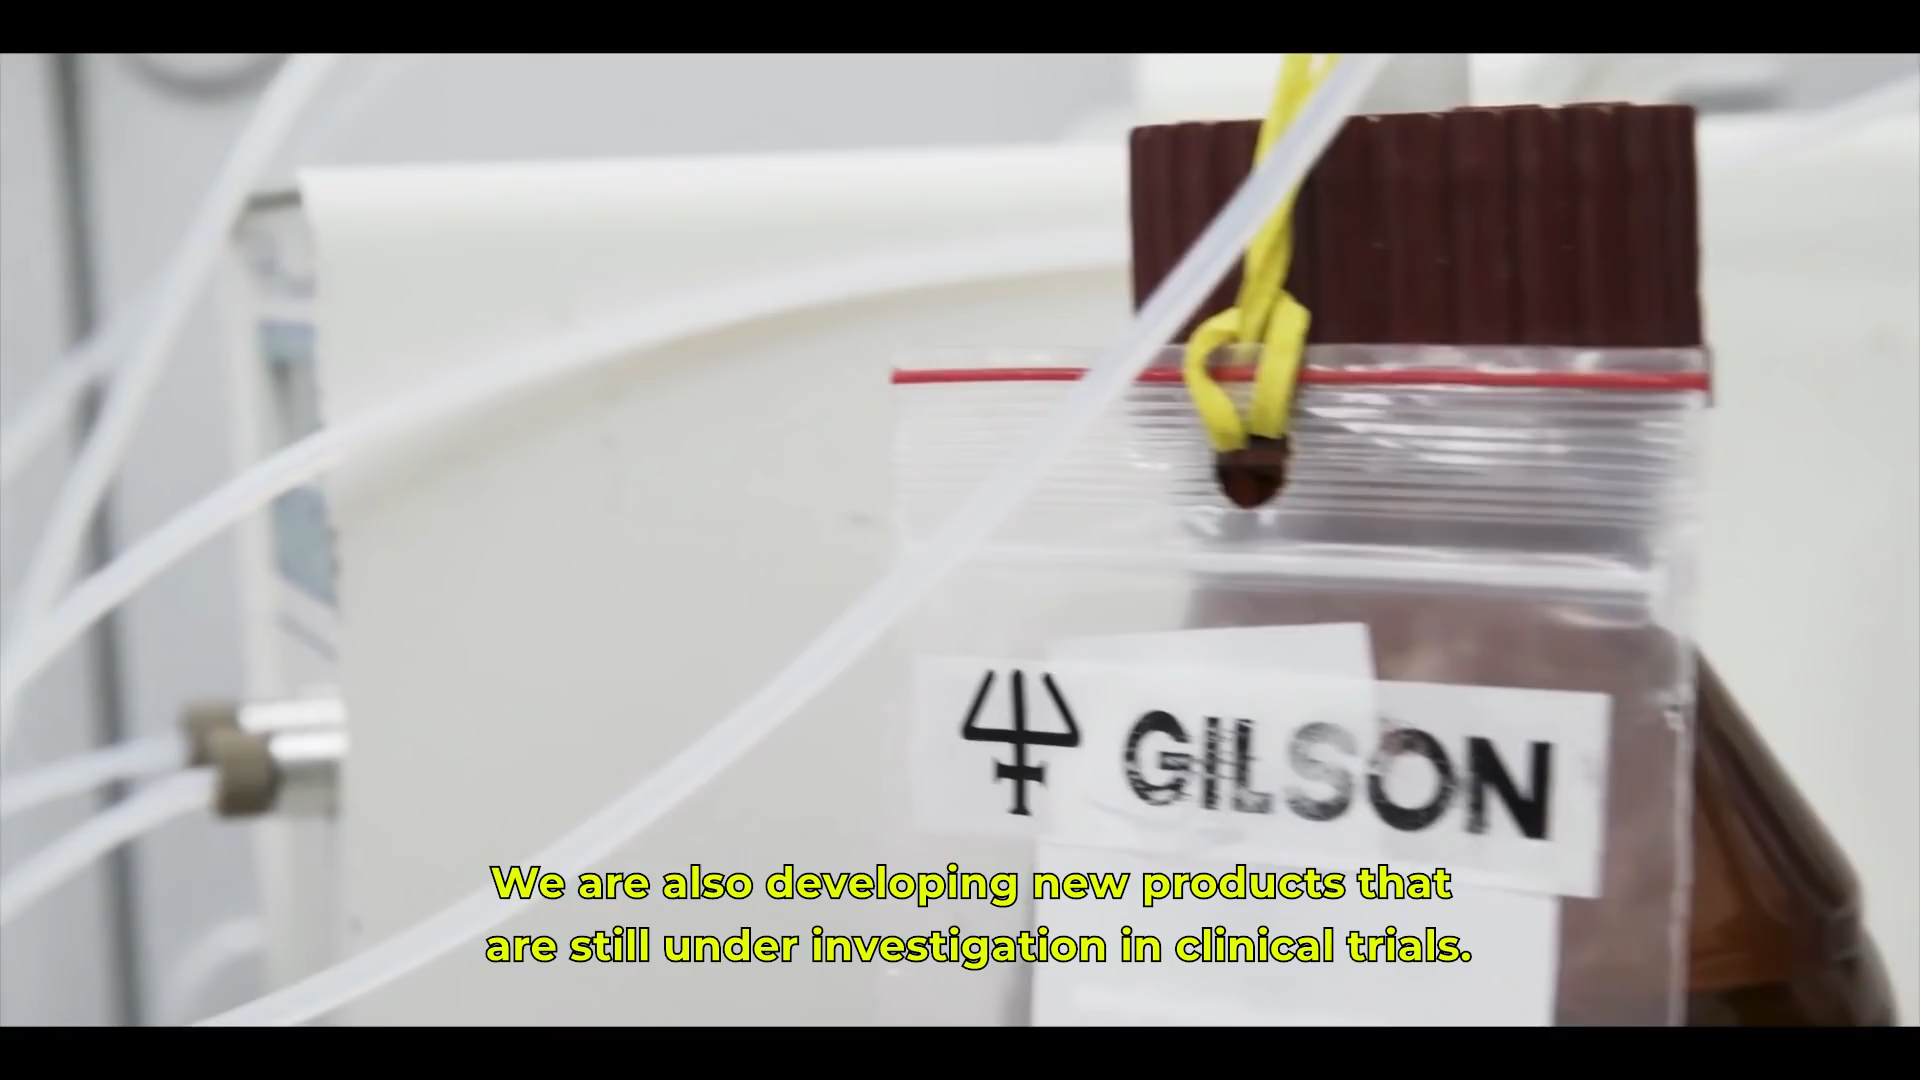 GILSON
We are also developing new products that
are still under investigation in clinical trials.